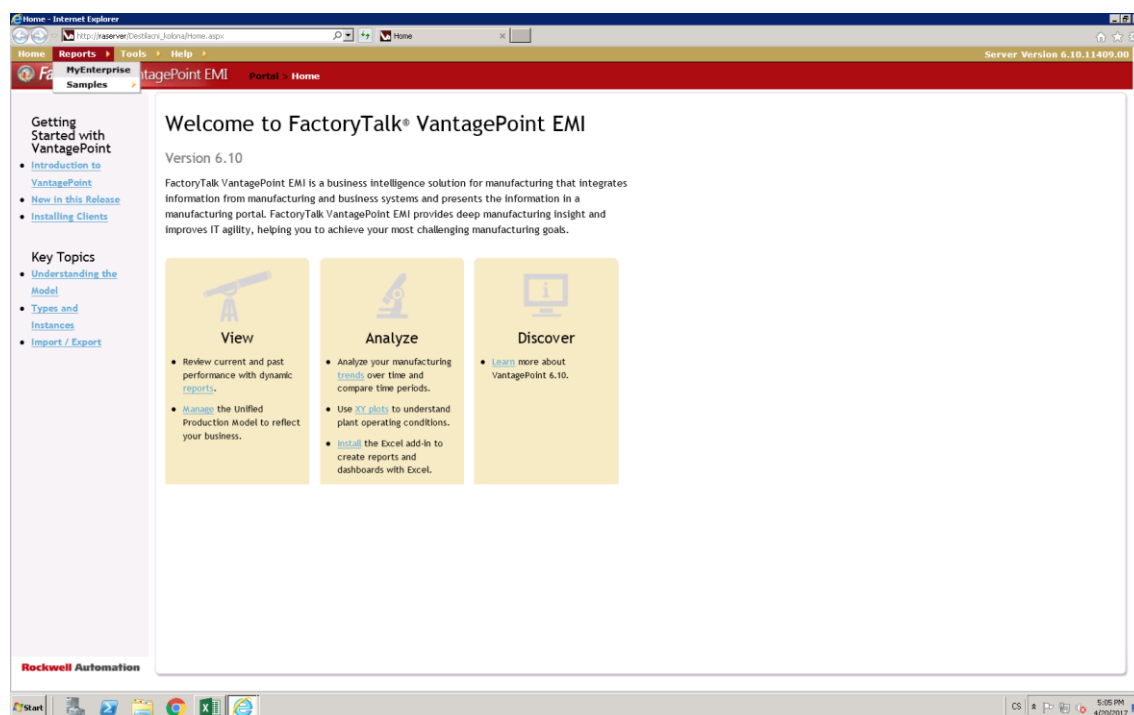 Home - Internet Explorer
http://raserver/Destilacni_kolona/Home.aspx
Home
Home Reports Tools Help
Server Version 6.10.11409.00
MyEnterprise
Samples
Fa ntagePoint EMI Portal > Home
Getting
Started with
VantagePoint
Introduction to
VantagePoint
New in this Release
Installing Clients
Key Topics
Understanding the
Model
Types and
Instances
Import / Export
Welcome to FactoryTalk® VantagePoint EMI
Version 6.10
FactoryTalk VantagePoint EMI is a business intelligence solution for manufacturing that integrates
information from manufacturing and business systems and presents the information in a
manufacturing portal. FactoryTalk VantagePoint EMI provides deep manufacturing insight and
improves IT agility, helping you to achieve your most challenging manufacturing goals.
View
Review current and past
performance with dynamic
reports.
Manage the Unified
Production Model to reflect
your business.
Analyze
Analyze your manufacturing
trends over time and
compare time periods.
Use XY plots to understand
plant operating conditions.
Install the Excel add-in to
create reports and
dashboards with Excel.
Discover
Learn more about
VantagePoint 6.10.
Rockwell Automation
Start
CS
5:05 PM
4/20/2017